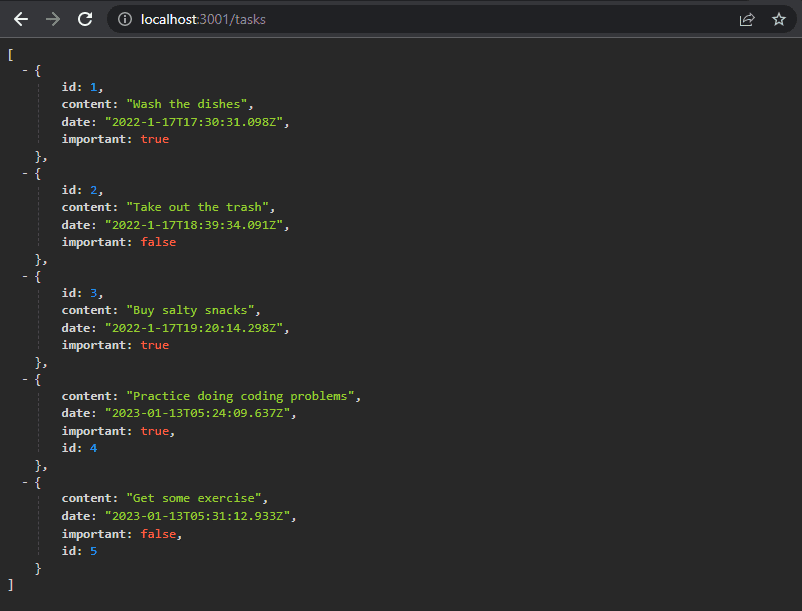 localhost:3001/tasks
[
- {
id: 1,
content: "Wash the dishes",
date: "2022-1-17T17:30:31.098Z",
important: true
},
- {
id: 2,
content: "Take out the trash",
date: "2022-1-17T18:39:34.091Z",
important: false
},
- {
id: 3,
content: "Buy salty snacks",
date: "2022-1-17T19:20:14.298Z",
important: true
},
- {
content: "Practice doing coding problems",
date: "2023-01-13T05:24:09.637Z",
important: true,
id: 4
},
- {
content: "Get some exercise",
date: "2023-01-13T05:31:12.933Z",
important: false,
id: 5
}
]